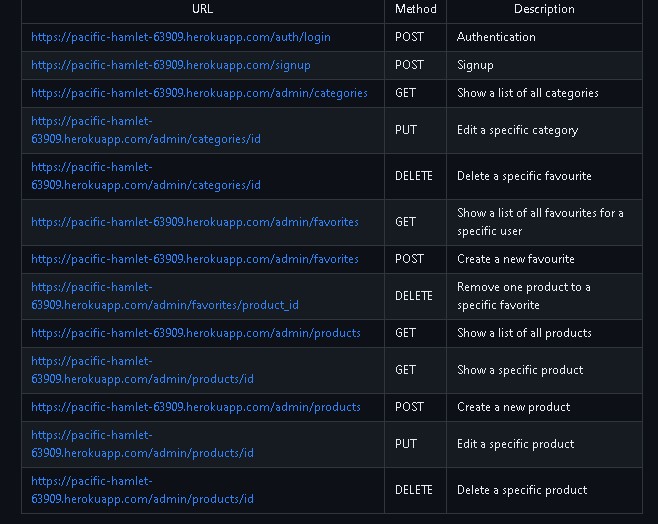 URL Method Description
https://pacific-hamlet-63909.herokuapp.com/auth/login POST Authentication
https://pacific-hamlet-63909.herokuapp.com/signup POST Signup
https://pacific-hamlet-63909.herokuapp.com/admin/categories GET Show a list of all categories
https://pacific-hamlet-
63909.herokuapp.com/admin/categories/id PUT Edit a specific category
https://pacific-hamlet-
63909.herokuapp.com/admin/categories/id DELETE Delete a specific favourite
https://pacific-hamlet-63909.herokuapp.com/admin/favorites GET Show a list of all favourites for a
specific user
https://pacific-hamlet-63909.herokuapp.com/admin/favorites POST Create a new favourite
https://pacific-hamlet-
63909.herokuapp.com/admin/favorites/product_id DELETE Remove one product to a
specific favorite
https://pacific-hamlet-63909.herokuapp.com/admin/products GET Show a list of all products
https://pacific-hamlet-
63909.herokuapp.com/admin/products/id GET Show a specific product
https://pacific-hamlet-63909.herokuapp.com/admin/products POST Create a new product
https://pacific-hamlet-
63909.herokuapp.com/admin/products/id PUT Edit a specific product
https://pacific-hamlet-
63909.herokuapp.com/admin/products/id DELETE Delete a specific product